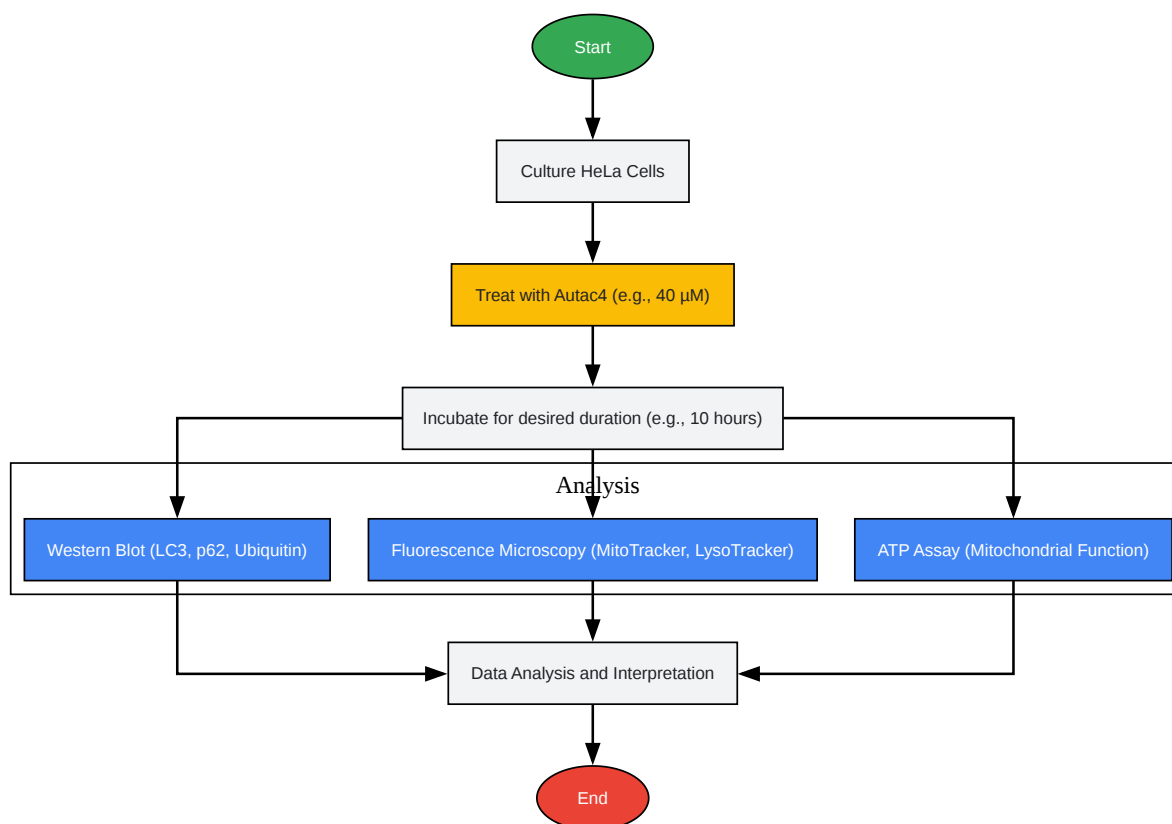 Start
Culture HeLa Cells
Treat with Autac4 (e.g., 40 µM)
Incubate for desired duration (e.g., 10 hours)
Analysis
Western Blot (LC3, p62, Ubiquitin)
Fluorescence Microscopy (MitoTracker, LysoTracker)
ATP Assay (Mitochondrial Function)
Data Analysis and Interpretation
End